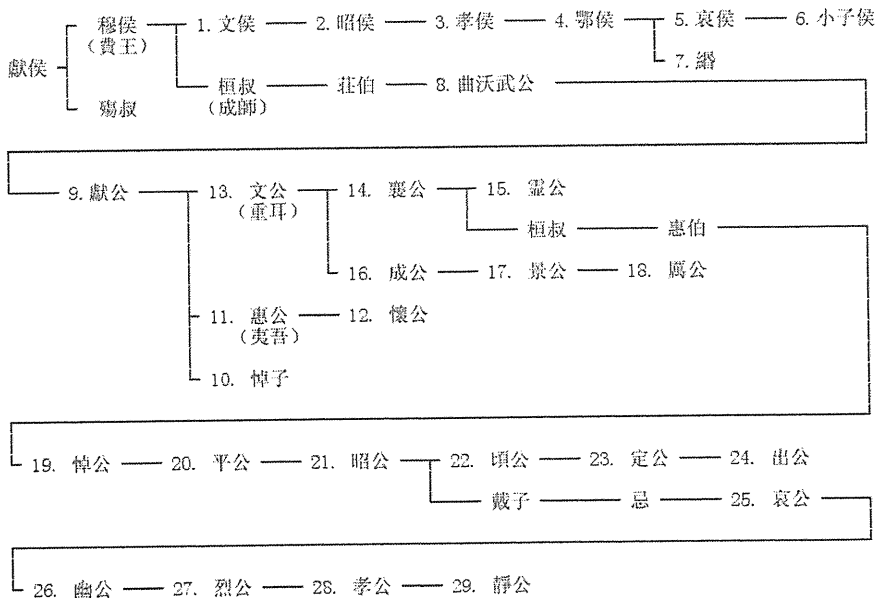 穆侯 1. 文侯 2. 昭侯 3. 孝侯 4. 鄂侯 5. 哀侯 6. 小子侯
(費王)
獻侯
7. 緡
桓叔 莊伯 8. 曲沃武公
(成師)
殤叔
9. 獻公 13. 文公 14. 襄公 15. 霊公
(重耳)
桓叔 惠伯
16. 成公 17. 景公 18. 厲公
11. 惠公 12. 懷公
(夷吾)
10. 悼子
19. 悼公 20. 平公 21. 昭公 22. 頃公 23. 定公 24. 出公
戴子 忌 25. 哀公
26. 幽公 27. 烈公 28. 孝公 29. 靜公